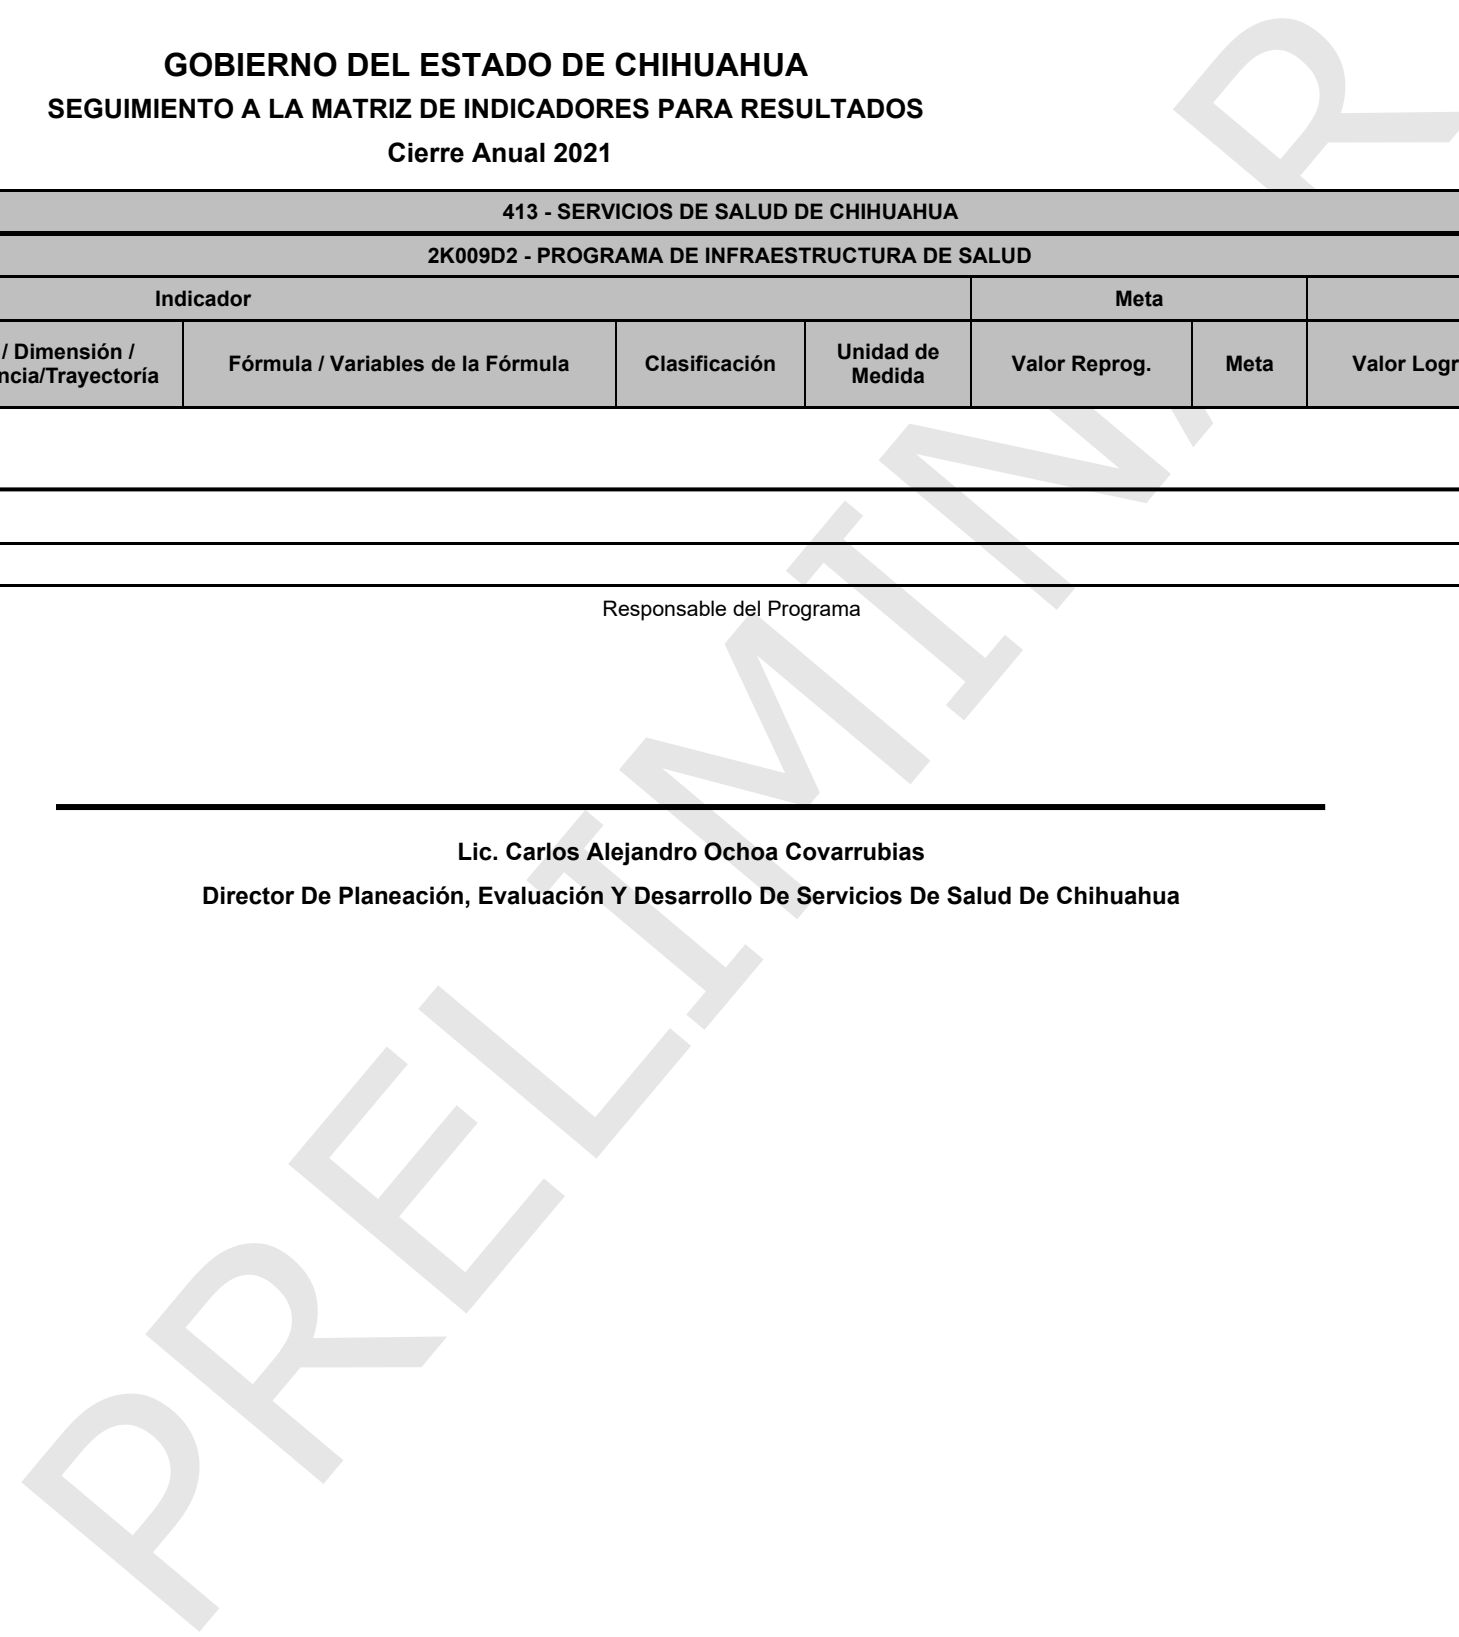 GOBIERNO DEL ESTADO DE CHIHUAHUA
SEGUIMIENTO A LA MATRIZ DE INDICADORES PARA RESULTADOS
Cierre Anual 2021
413 - SERVICIOS DE SALUD DE CHIHUAHUA
2K009D2 - PROGRAMA DE INFRAESTRUCTURA DE SALUD
Indicador Meta
/ Dimensión /
ncia/Trayectoría
Fórmula / Variables de la Fórmula
Clasificación
Unidad de
Medida
Valor Reprog.
Meta
Valor Logr
Responsable del Programa
Lic. Carlos Alejandro Ochoa Covarrubias
Director De Planeación, Evaluación Y Desarrollo De Servicios De Salud De Chihuahua
PRELIMINAR